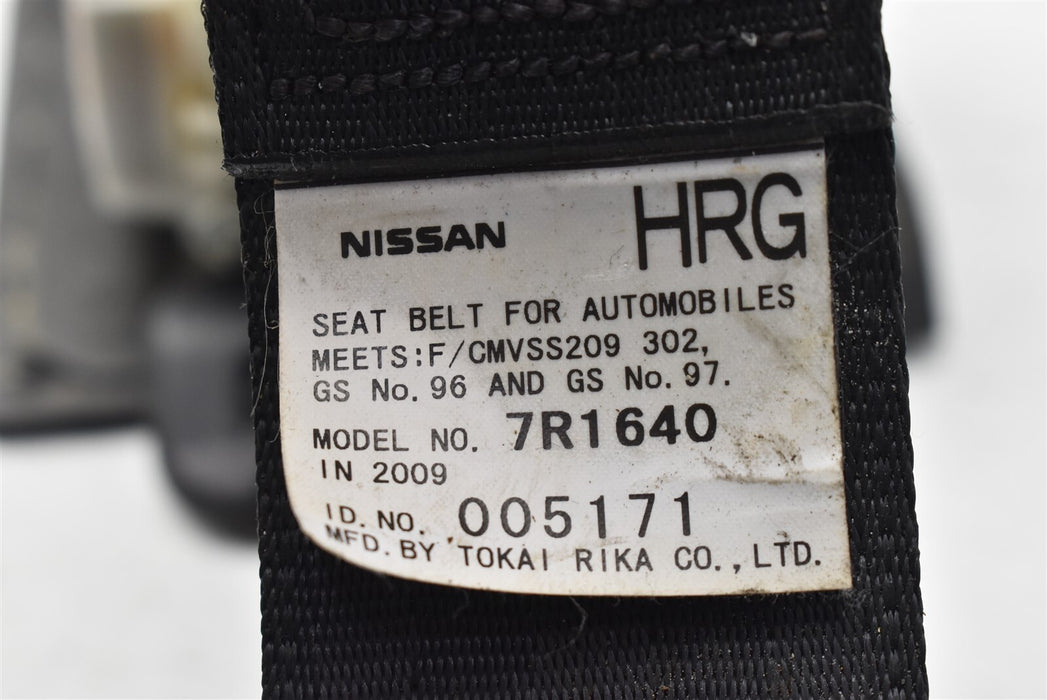 NISSAN HRG
SEAT BELT FOR AUTOMOBILES
MEETS:F/CMVSS209 302,
GS No.96 AND GS No.97.
MODEL NO. 7R1640
IN 2009
ID.NO. 005171
MFD.BY TOKAI RIKA CO.,LTD.